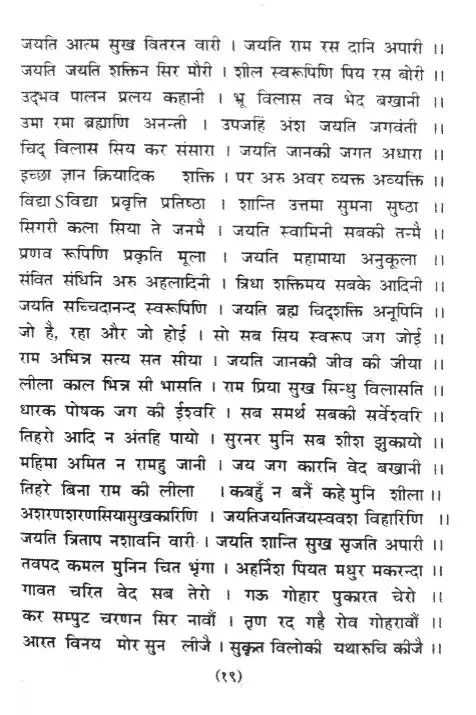 जयति आत्म सुख वितरन वारी । जयति राम रस दानि अपारी ।।
जयति जयति शक्तिन सिर मौरी । शील स्वरूपिणि पिय रस बोरी ।।
उद्भव पालन प्रलय कहानी । भ्रू विलास तव भेद बखानी ।।
उमा रमा ब्रह्माणि अनन्ती । उपजहिं अंश जयति जगवंती ।।
चिद् विलास सिय कर संसारा । जयति जानकी जगत अधारा ।।
इच्छा ज्ञान क्रियादिक शक्ति । पर अरु अवर व्यक्त अव्यक्ति ।।
विद्या S विद्या प्रवृत्ति प्रतिष्ठा । शान्ति उत्तमा सुमना सुष्ठा ।।
सिगरी कला सिया ते जनमै । जयति स्वामिनी सबकी तन्मै ।।
प्रणव रूपिणि प्रकृति मूला । जयति महामाया अनुकूला ।।
संवित संधिनि अरु अहलादिनी । त्रिधा शक्तिमय सबके आदिनी ।।
जयति सच्चिदानन्द स्वरूपिणि । जयति ब्रह्म चिद्शक्ति अनूपिनि ।।
जो है, रहा और जो होई । सो सब सिय स्वरूप जग जोई ।।
राम अभिन्न सत्य सत सीया । जयति जानकी जीव की जीया ।।
लीला काल भिन्न सी भासति । राम प्रिया सुख सिन्धु विलासति ।।
धारक पोषक जग की ईश्वरि । सब समर्थ सबकी सर्वेश्वरि ।।
तिहरो आदि न अंतहि पायो । सुरनर मुनि सब शीश झुकायो ।।
महिमा अमित न रामहु जानी । जय जग कारनि वेद बखानी ।।
तिहरे बिना राम की लीला । कबहुँ न बनैं कहे मुनि शीला ।।
अशरणशरणसियासुखकारिणि । जयतिजयतिजयस्ववश विहारिणि ।।
जयति त्रिताप नशावनि वारी । जयति शान्ति सुख सृजति अपारी ।।
तवपद कमल मुनिन चित भृंगा । अहर्निश पियत मधुर मकरन्दा ।।
गावत चरित वेद सब तेरो । गऊ गोहार पुकारत चेरो ।।
कर सम्पुट चरणन सिर नावौं । तृण रद गहै रोव गोहरावौं ।।
आरत विनय मोर सुन लीजै । सुकृत विलोकी यथारुचि कीजै ।।
(१९)